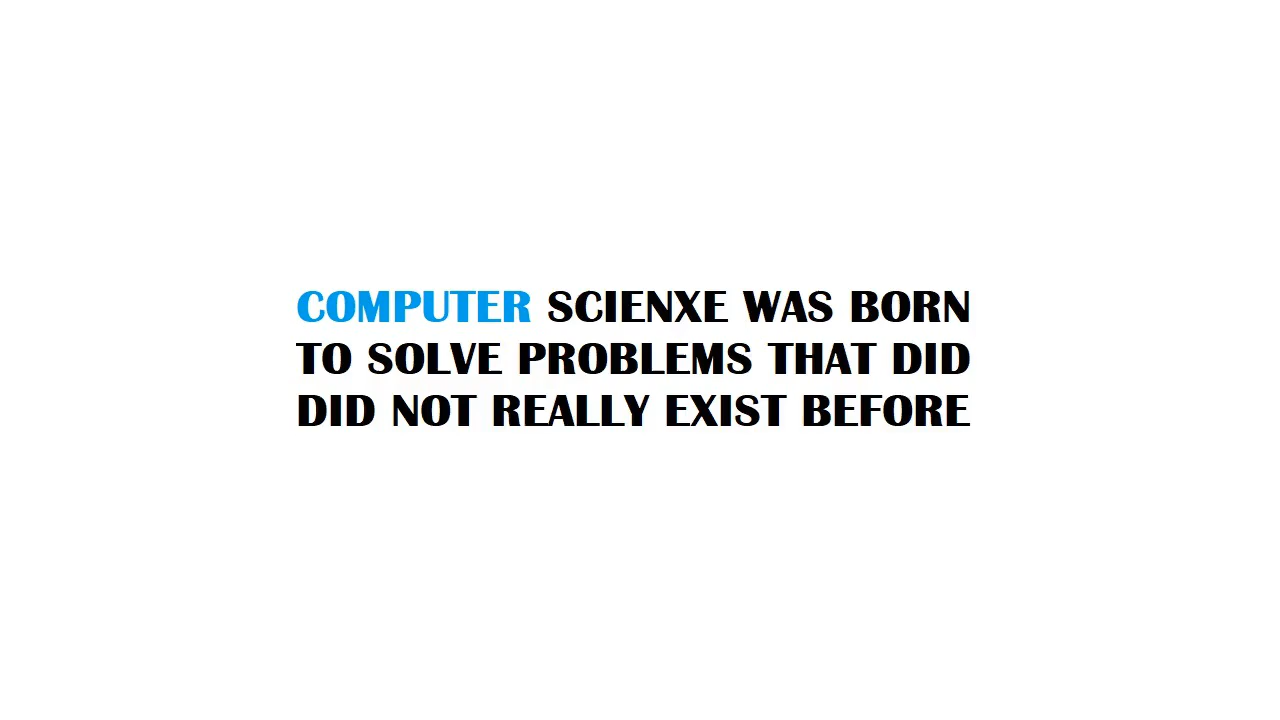 COMPUTER SCIENXE WAS BORN
TO SOLVE PROBLEMS THAT DID
DID NOT REALLY EXIST BEFORE